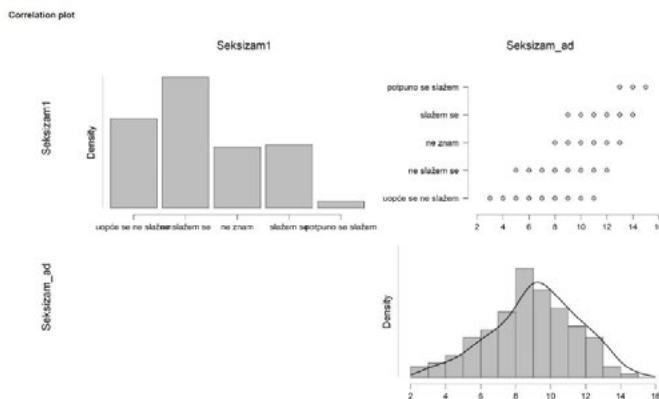 Correlation plot
Seksizam1
Seksizam_ad
Seksizam1
Density
uopće se ne slažem
ne slažem se
ne znam
slažem se
potpuno se slažem
potpuno se slažem
slažem se
ne znam
ne slažem se
uopće se ne slažem
2 4 6 8 10 12 14 16
Seksizam_ad
Density
2 4 6 8 10 12 14 16